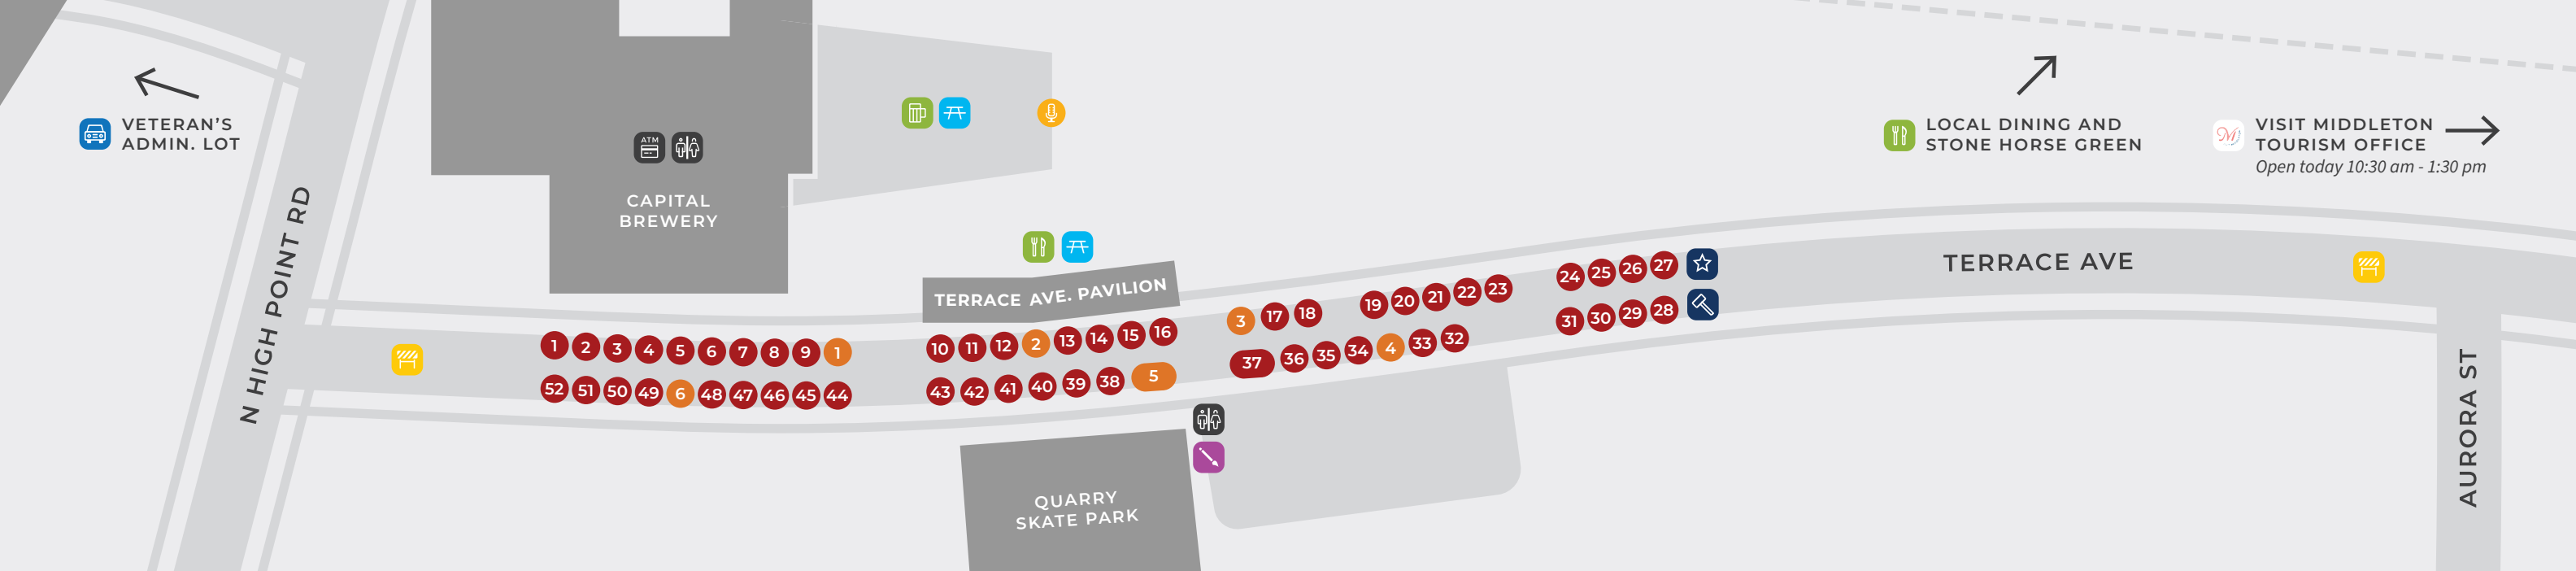 VETERAN'S
ADMIN. LOT
N HIGH POINT RD
ATM
CAPITAL
BREWERY
TERRACE AVE. PAVILION
LOCAL DINING AND
STONE HORSE GREEN
M
VISIT MIDDLETON
TOURISM OFFICE
Open today 10:30 am - 1:30 pm
TERRACE AVE
AURORA ST
1 2 3 4 5 6 7 8 9 1
10 11 12 2 13 14 15 16
3 17 18
19 20 21 22 23
24 25 26 27
52 51 50 49 6 48 47 46 45 44
43 42 41 40 39 38 5
37 36 35 34 4 33 32
31 30 29 28
QUARRY
SKATE PARK